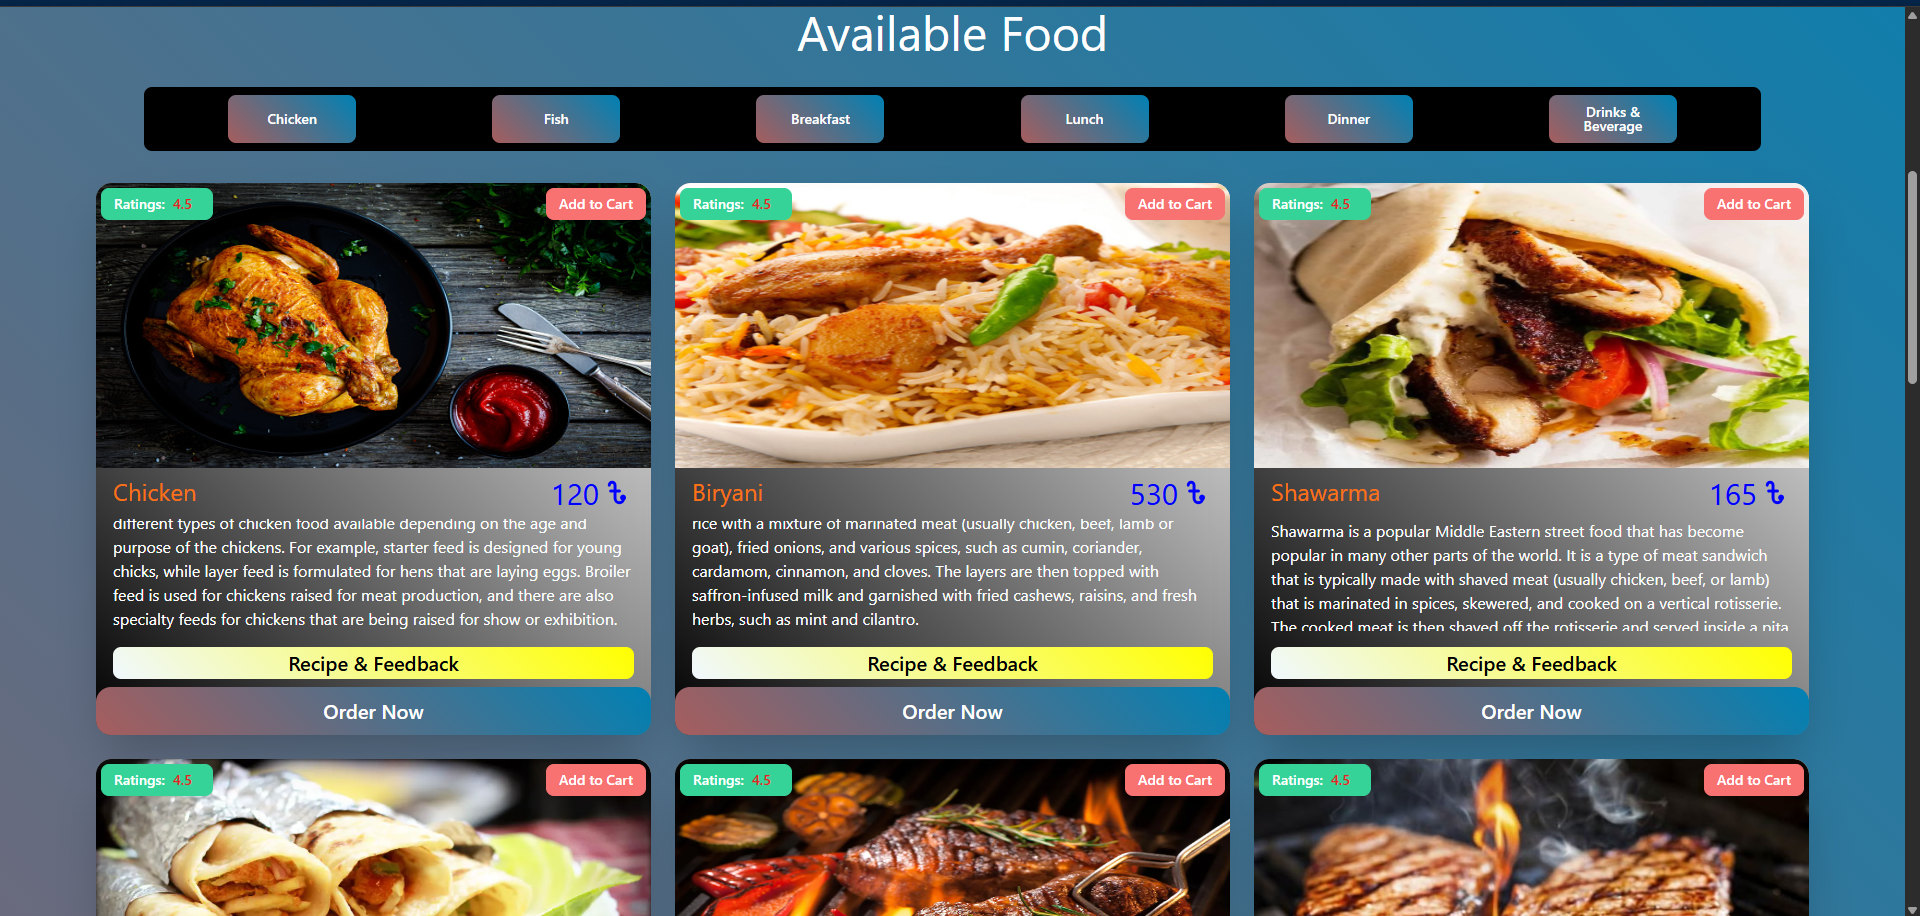 Available Food
Chicken
Fish
Breakfast
Lunch
Dinner
Drinks &
Beverage
Ratings: 4.5
Add to Cart
Chicken
120 ৳
different types of chicken food available depending on the age and
purpose of the chickens. For example, starter feed is designed for young
chicks, while layer feed is formulated for hens that are laying eggs. Broiler
feed is used for chickens raised for meat production, and there are also
specialty feeds for chickens that are being raised for show or exhibition.
Recipe & Feedback
Order Now
Ratings: 4.5
Add to Cart
Biryani
530 ৳
rice with a mixture of marinated meat (usually chicken, beef, lamb or
goat), fried onions, and various spices, such as cumin, coriander,
cardamom, cinnamon, and cloves. The layers are then topped with
saffron-infused milk and garnished with fried cashews, raisins, and fresh
herbs, such as mint and cilantro.
Recipe & Feedback
Order Now
Ratings: 4.5
Add to Cart
Shawarma
165 ৳
Shawarma is a popular Middle Eastern street food that has become
popular in many other parts of the world. It is a type of meat sandwich
that is typically made with shaved meat (usually chicken, beef, or lamb)
that is marinated in spices, skewered, and cooked on a vertical rotisserie.
The cooked meat is then shaved off the rotisserie and served inside a pita
Recipe & Feedback
Order Now
Ratings: 4.5
Add to Cart
Ratings: 4.5
Add to Cart
Ratings: 4.5
Add to Cart